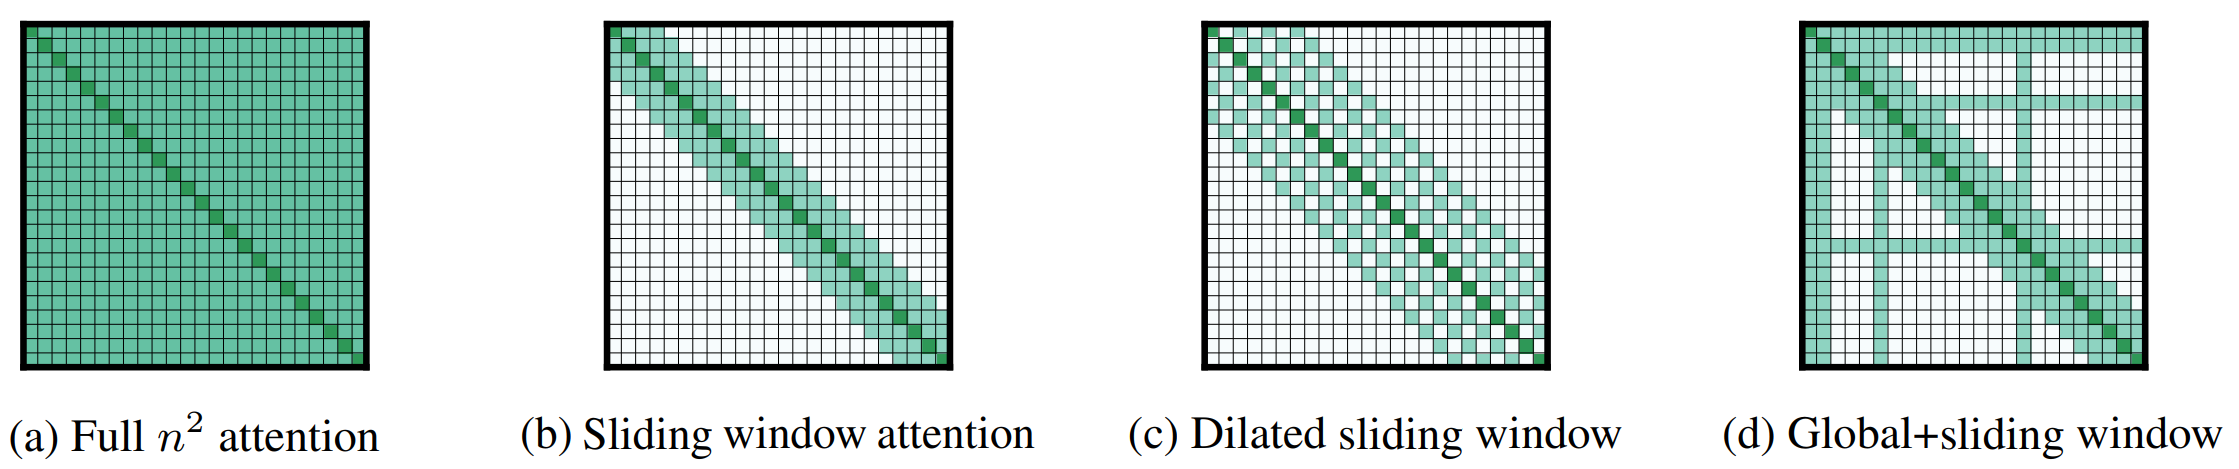 (a) Full n² attention
(b) Sliding window attention
(c) Dilated sliding window
(d) Global+sliding window